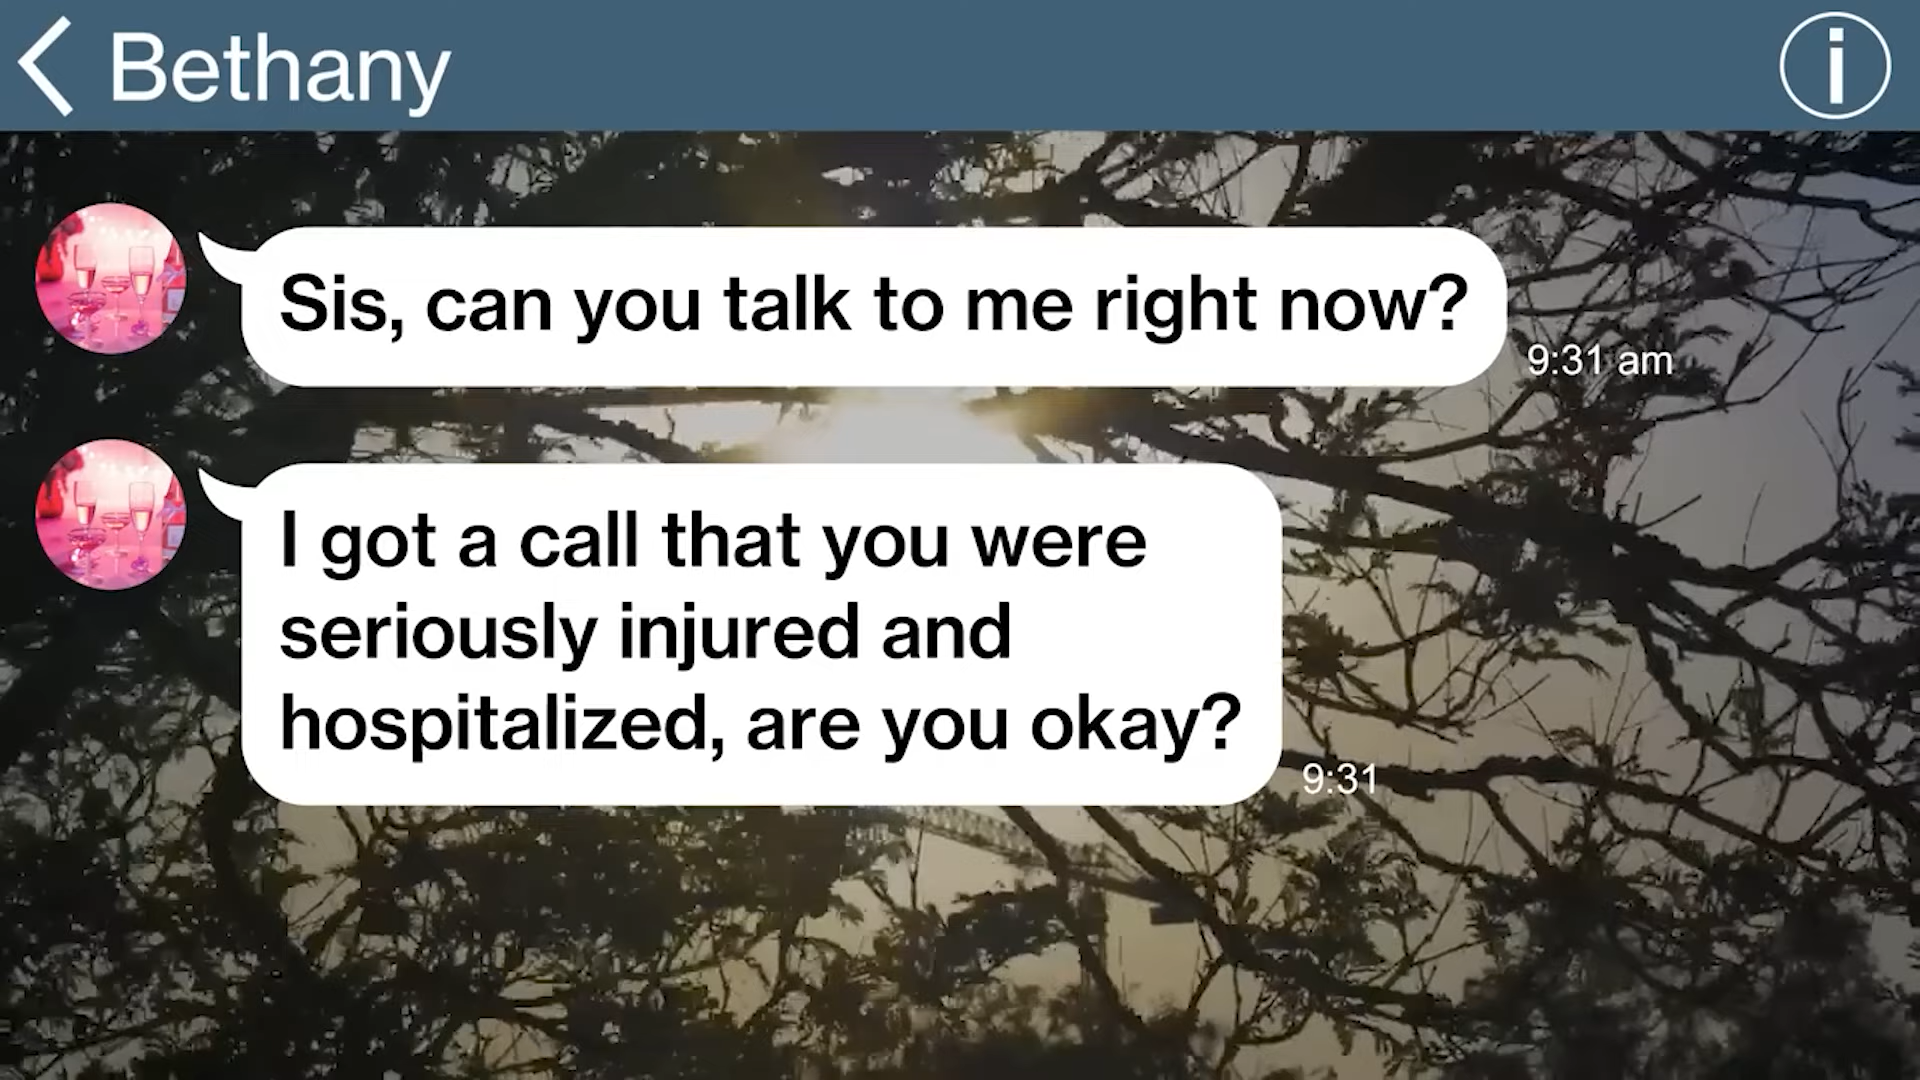 Bethany
Sis, can you talk to me right now?
9:31 am
I got a call that you were
seriously injured and
hospitalized, are you okay?
9:31